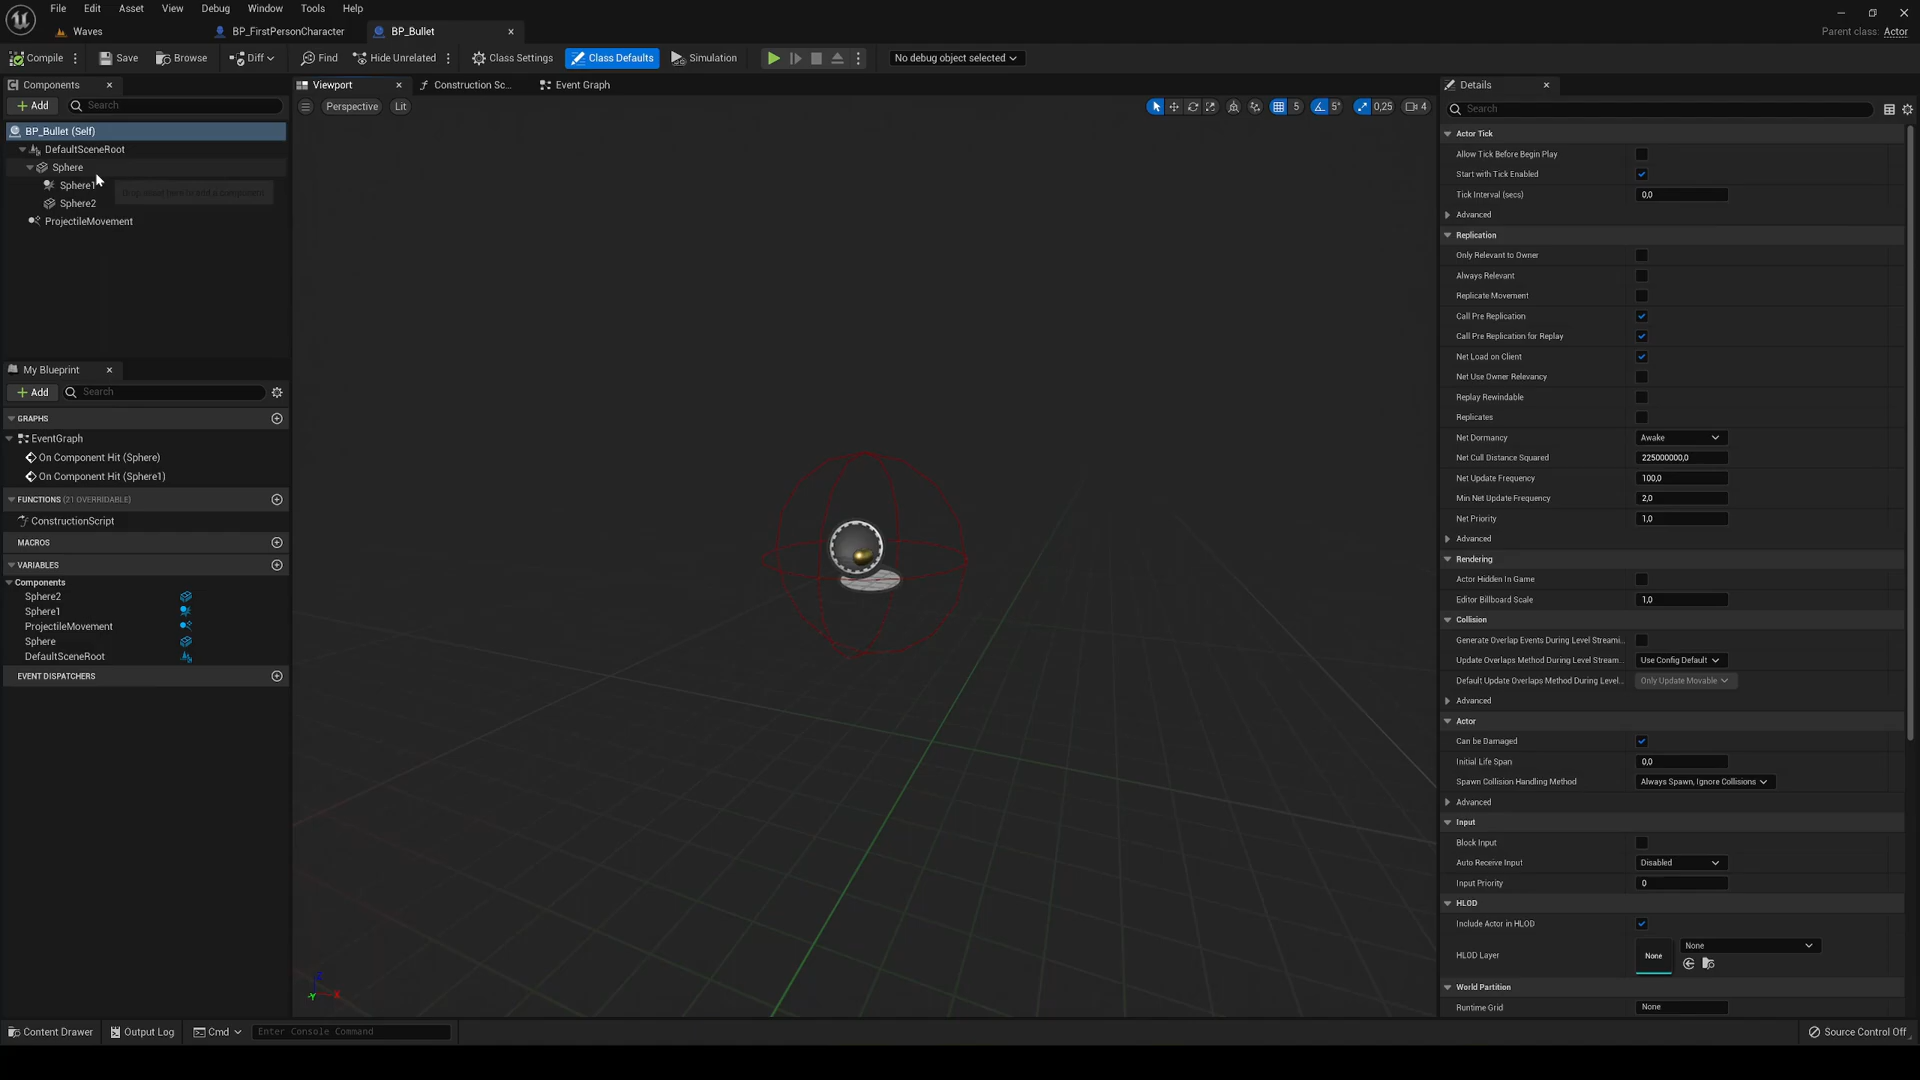 File Edit Asset View Debug Window Tools Help
Waves BP_FirstPersonCharacter BP_Bullet Parent class: Actor
Compile Save Browse Diff Find Hide Unrelated Class Settings Class Defaults Simulation No debug object selected
Components
Add Search
BP_Bullet (Self)
DefaultSceneRoot
Sphere
Sphere1
Sphere2
ProjectileMovement
My Blueprint
Add Search
GRAPHS
EventGraph
On Component Hit (Sphere)
On Component Hit (Sphere1)
FUNCTIONS (21 OVERRIDABLE)
ConstructionScript
MACROS
VARIABLES
Components
Sphere2
Sphere1
ProjectileMovement
Sphere
DefaultSceneRoot
EVENT DISPATCHERS
Viewport Construction Sc... Event Graph
Perspective Lit 5 5° 0,25 4
Z
-Y X
Details
Search
Actor Tick
Allow Tick Before Begin Play
Start with Tick Enabled
Tick Interval (secs) 0,0
Advanced
Replication
Only Relevant to Owner
Always Relevant
Replicate Movement
Call Pre Replication
Call Pre Replication for Replay
Net Load on Client
Net Use Owner Relevancy
Replay Rewindable
Replicates
Net Dormancy Awake
Net Cull Distance Squared 225000000,0
Net Update Frequency 100,0
Min Net Update Frequency 2,0
Net Priority 1,0
Advanced
Rendering
Actor Hidden In Game
Editor Billboard Scale 1,0
Collision
Generate Overlap Events During Level Streami...
Update Overlaps Method During Level Stream... Use Config Default
Default Update Overlaps Method During Level... Only Update Movable
Advanced
Actor
Can be Damaged
Initial Life Span 0,0
Spawn Collision Handling Method Always Spawn, Ignore Collisions
Advanced
Input
Block Input
Auto Receive Input Disabled
Input Priority 0
HLOD
Include Actor in HLOD
HLOD Layer None None
World Partition
Runtime Grid None
Content Drawer Output Log Cmd Enter Console Command Source Control Off